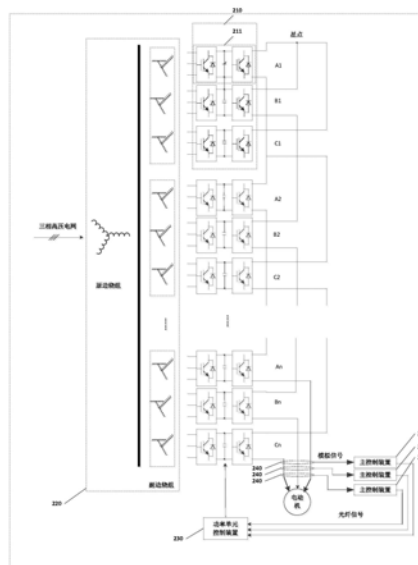 210
211
起点
A1
B1
C1
三相高压电网
原边绕组
A2
B2
C2
An
Bn
Cn
模拟信号
240
240
240
主控制装置
主控制装置
主控制装置
电动机
副边绕组
220
光纤信号
230
功率单元
控制装置